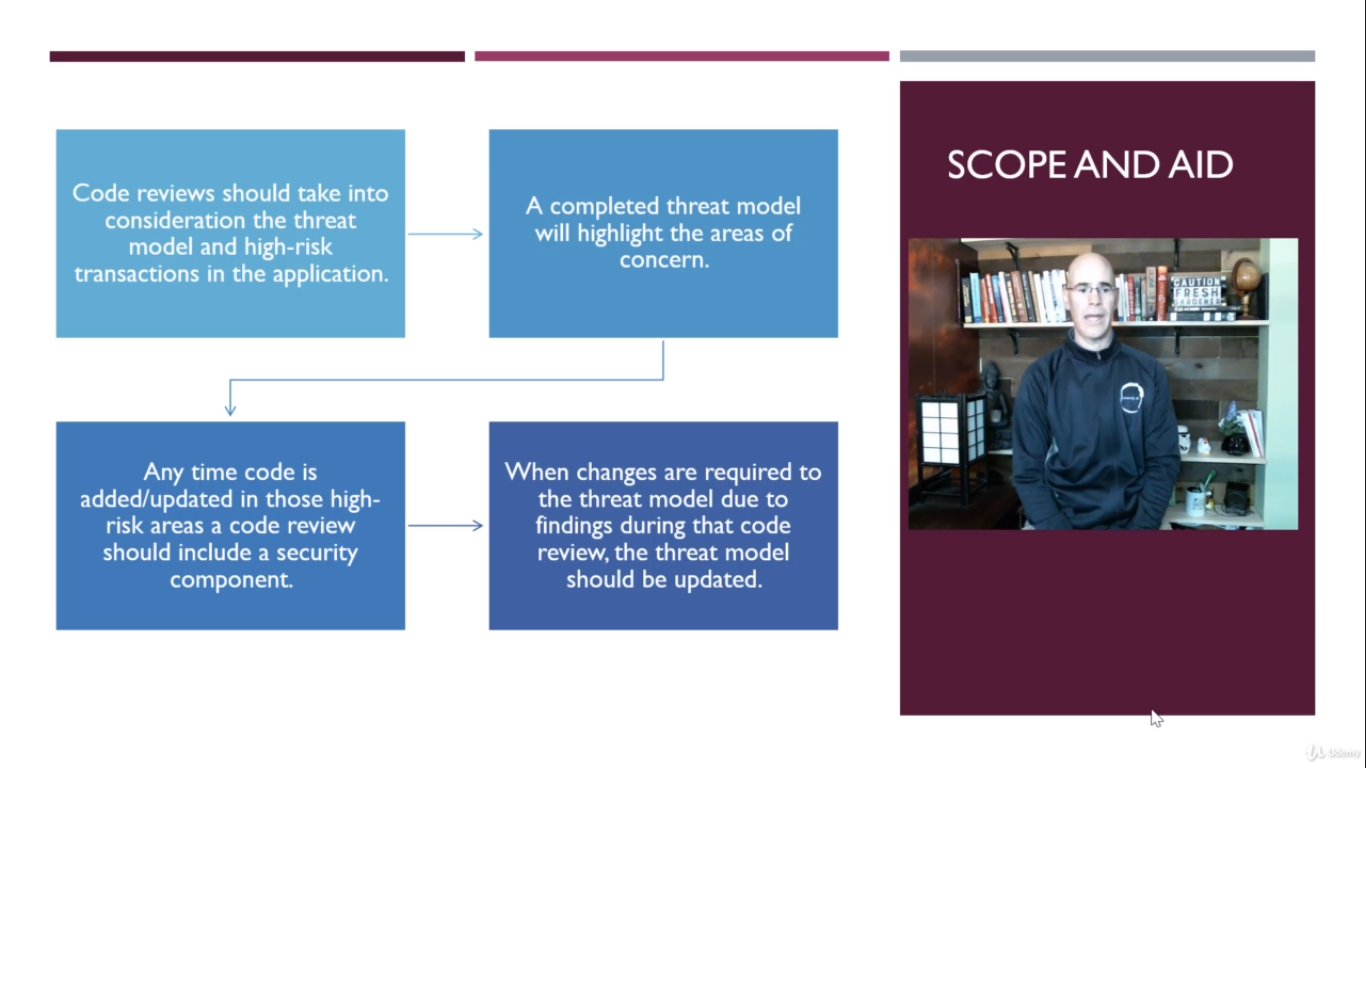 SCOPE AND AID
Code reviews should take into
consideration the threat
model and high-risk
transactions in the application.
A completed threat model
will highlight the areas of
concern.
Any time code is
added/updated in those high-
risk areas a code review
should include a security
component.
When changes are required to
the threat model due to
findings during that code
review, the threat model
should be updated.
CAUTION
FRESH
GARDENER
Udemy